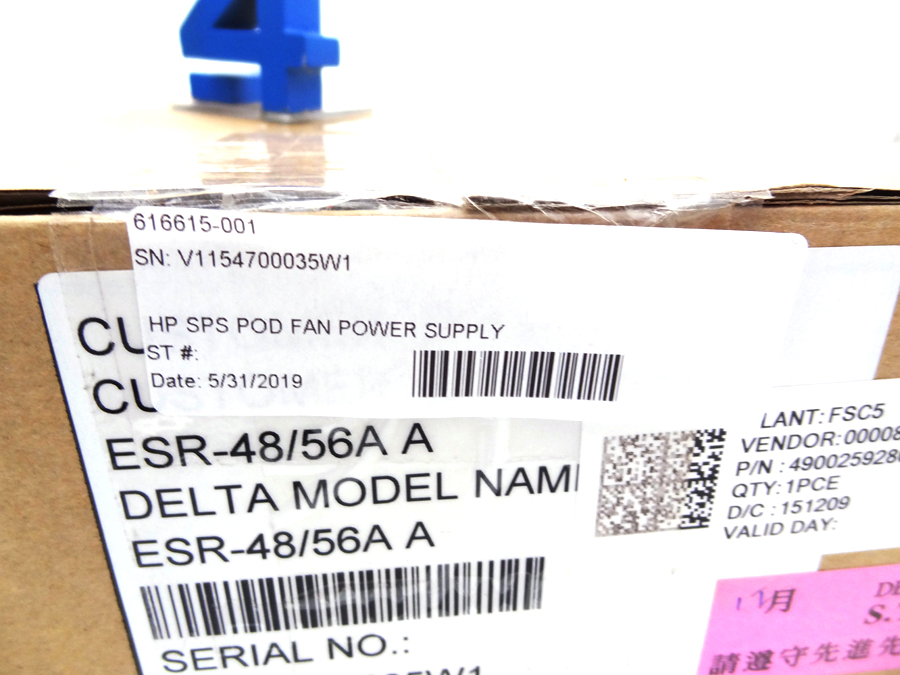 4
616615-001
SN: V1154700035W1
HP SPS POD FAN POWER SUPPLY
ST #:
Date: 5/31/2019
CU
CU
ESR-48/56A A
DELTA MODEL NAM
ESR-48/56A A
SERIAL NO.:
LANT: FSC5
VENDOR: 00008
P/N : 490025928
QTY: 1PCE
D/C : 151209
VALID DAY:
月
S.
請遵守先進先